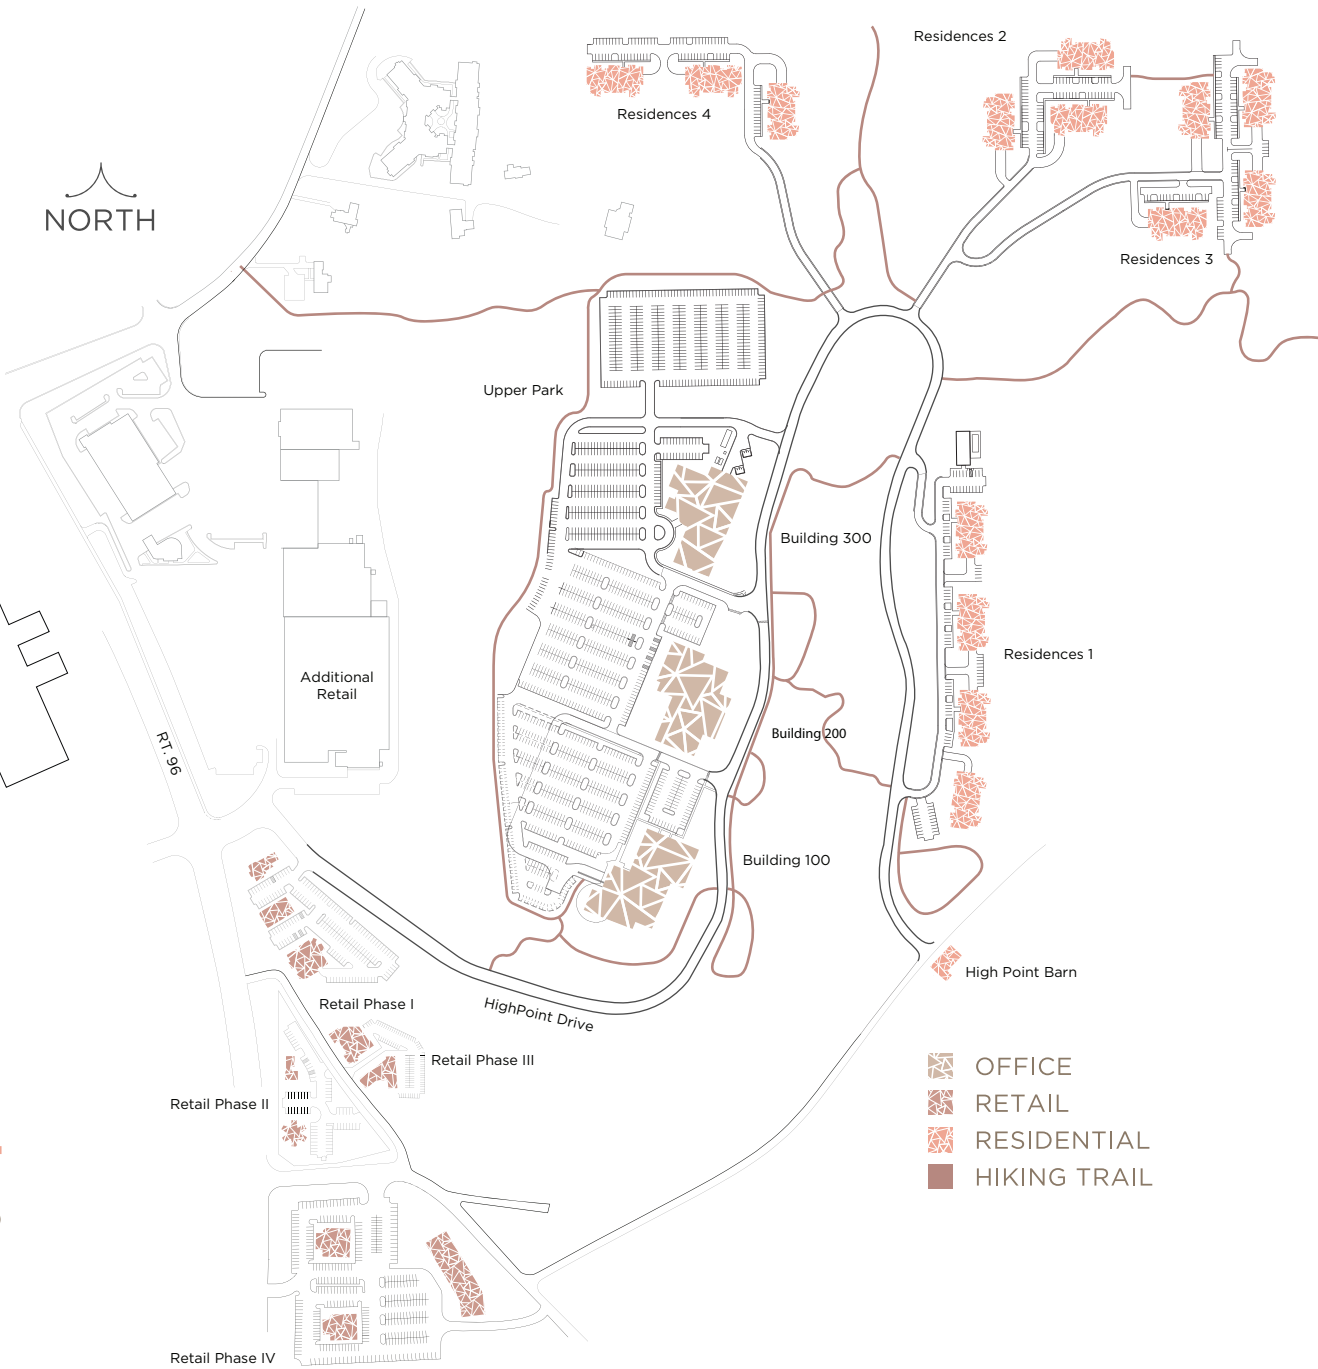 Residences 2
Residences 4
NORTH
Residences 3
Upper Park
Building 300
Residences 1
Additional
Retail
Building 200
RT. 96
Building 100
High Point Barn
Retail Phase I
HighPoint Drive
Retail Phase III
Retail Phase II
OFFICE
RETAIL
RESIDENTIAL
HIKING TRAIL
Retail Phase IV